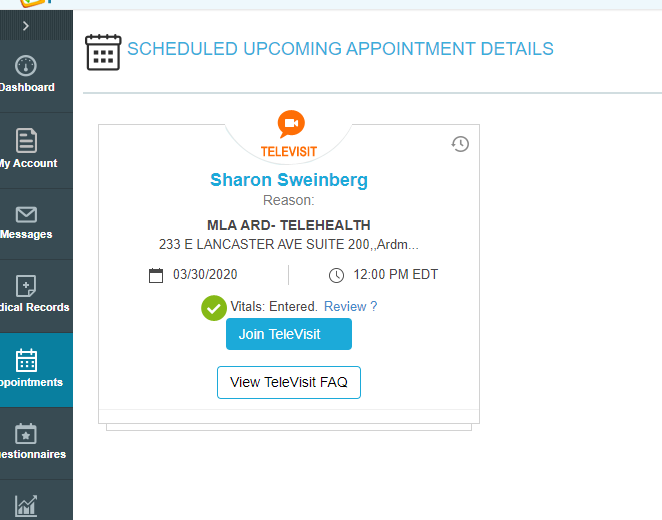 SCHEDULED UPCOMING APPOINTMENT DETAILS
Dashboard
My Account
Messages
dical Records
ppointments
estionnaires
TELEVISIT
Sharon Sweinberg
Reason:
MLA ARD- TELEHEALTH
233 E LANCASTER AVE SUITE 200,,Ardm...
03/30/2020
12:00 PM EDT
Vitals: Entered. Review ?
Join TeleVisit
View TeleVisit FAQ